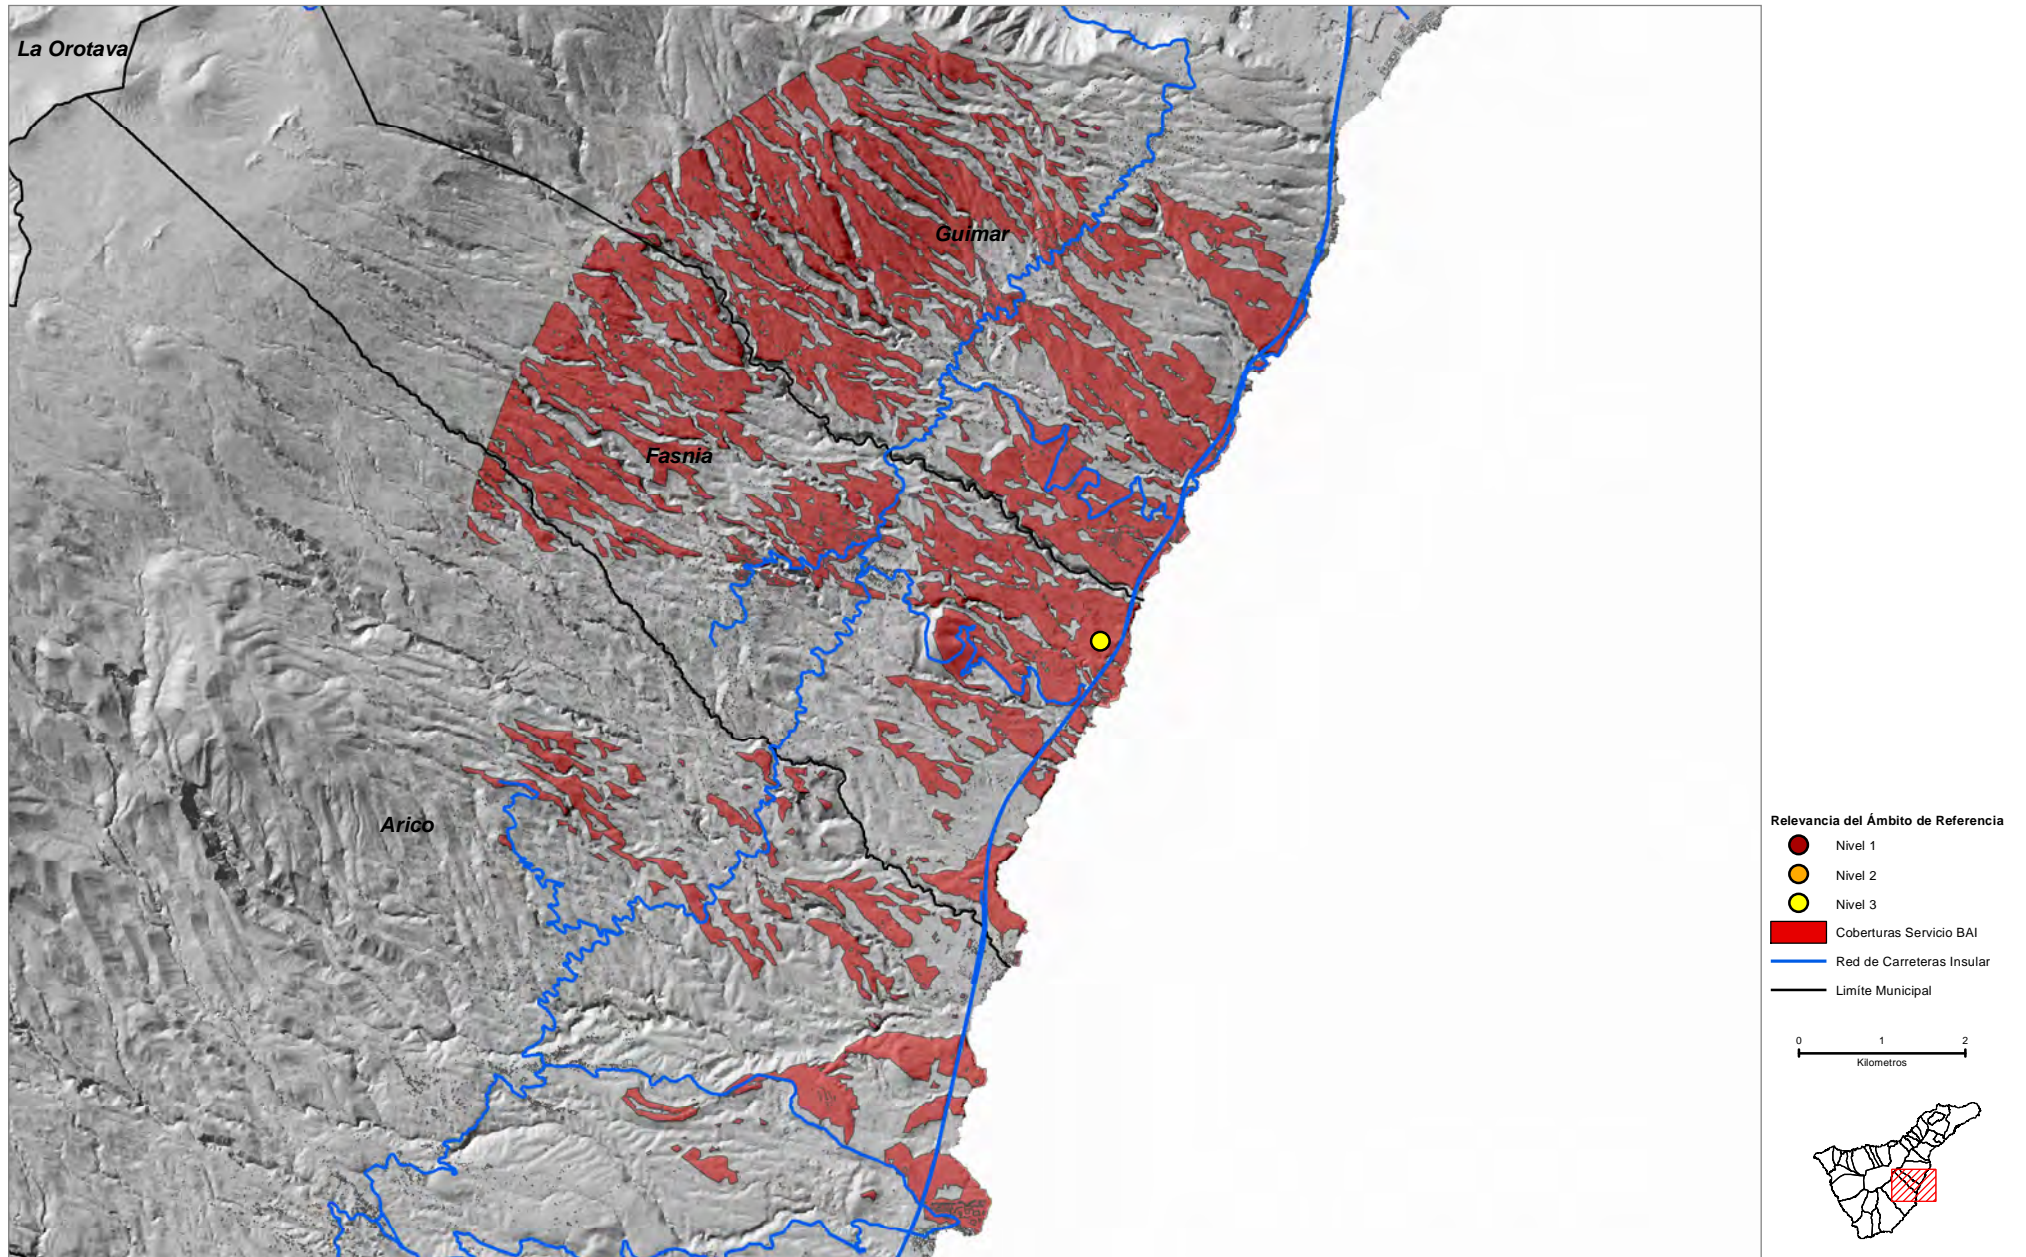 La Orotava
Guimar
Fasnia
Arico
Relevancia del Ámbito de Referencia
Nivel 1
Nivel 2
Nivel 3
Coberturas Servicio BAI
Red de Carreteras Insular
Limíte Municipal
0 1 2
Kilometros